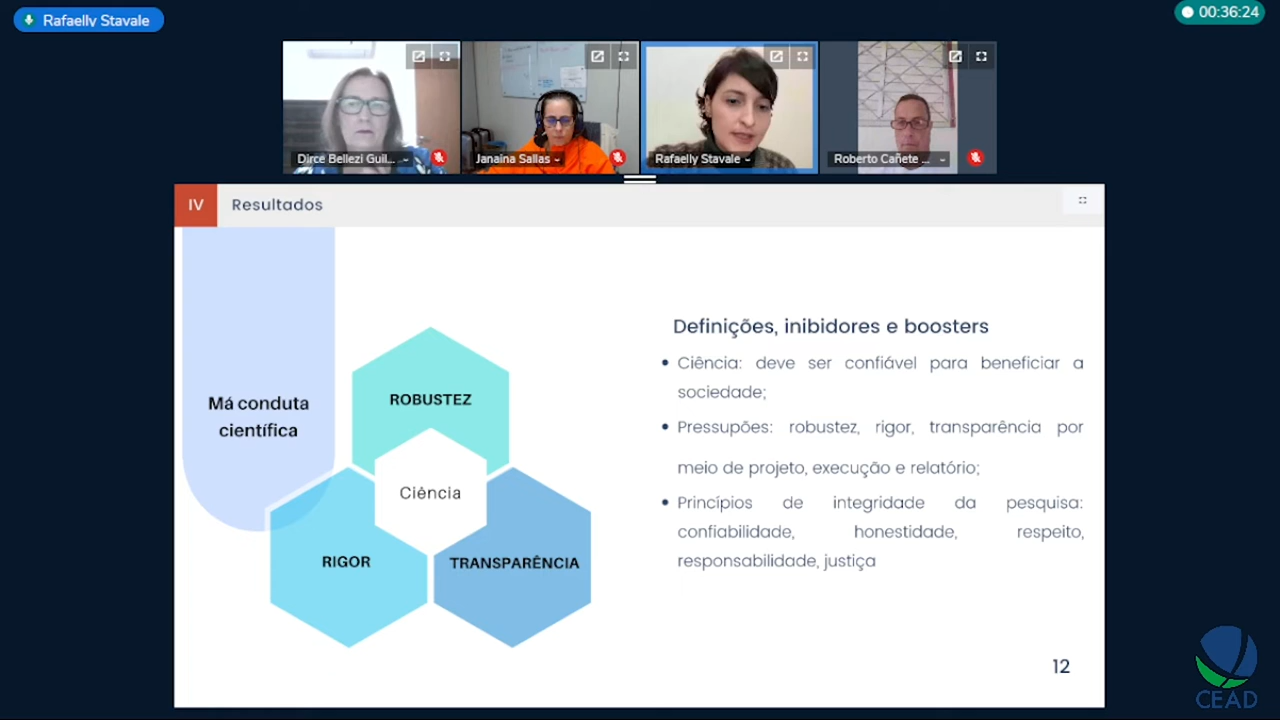 Rafaelly Stavale
00:36:24
Dirce Bellezi Guil...
Janaina Sallas
Rafaelly Stavale
Roberto Cañete ...
IV
Resultados
Má conduta
científica
ROBUSTEZ
Ciência
RIGOR
TRANSPARÊNCIA
Definições, inibidores e boosters
• Ciência: deve ser confiável para beneficiar a
sociedade;
• Pressupões: robustez, rigor, transparência por
meio de projeto, execução e relatório;
• Princípios de integridade da pesquisa:
confiabilidade, honestidade, respeito,
responsabilidade, justiça
12
CEAD